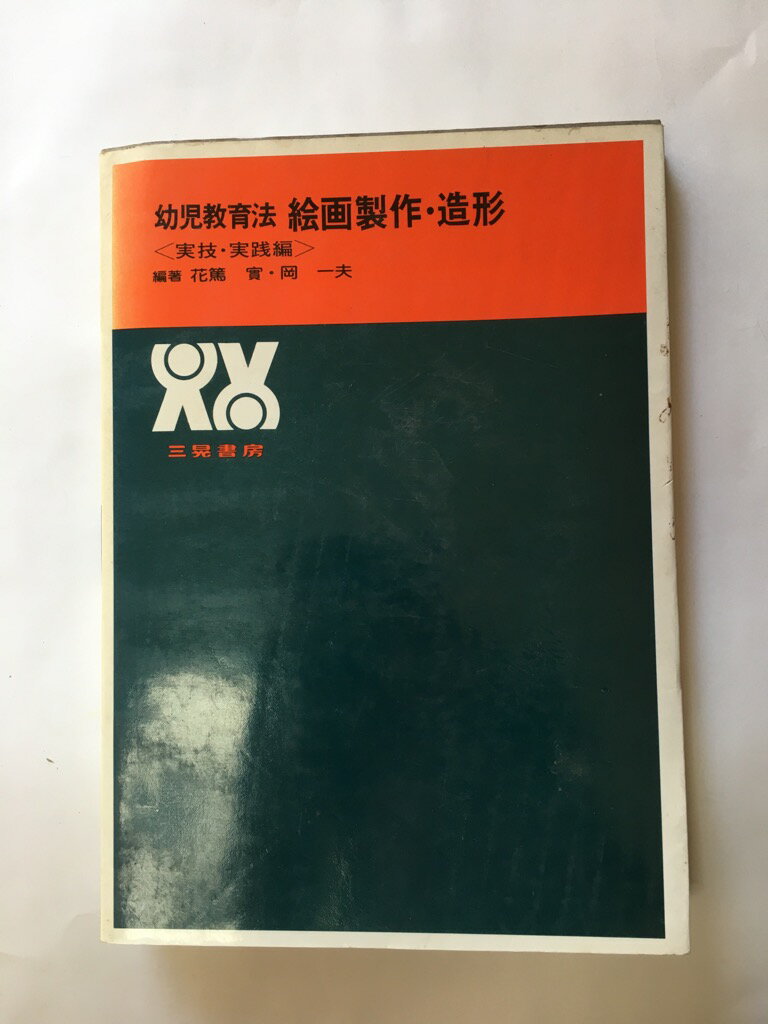 幼児教育法 絵画製作・造形
〈実技・実践編〉
編著 花篤 實・岡 一夫
三晃書房